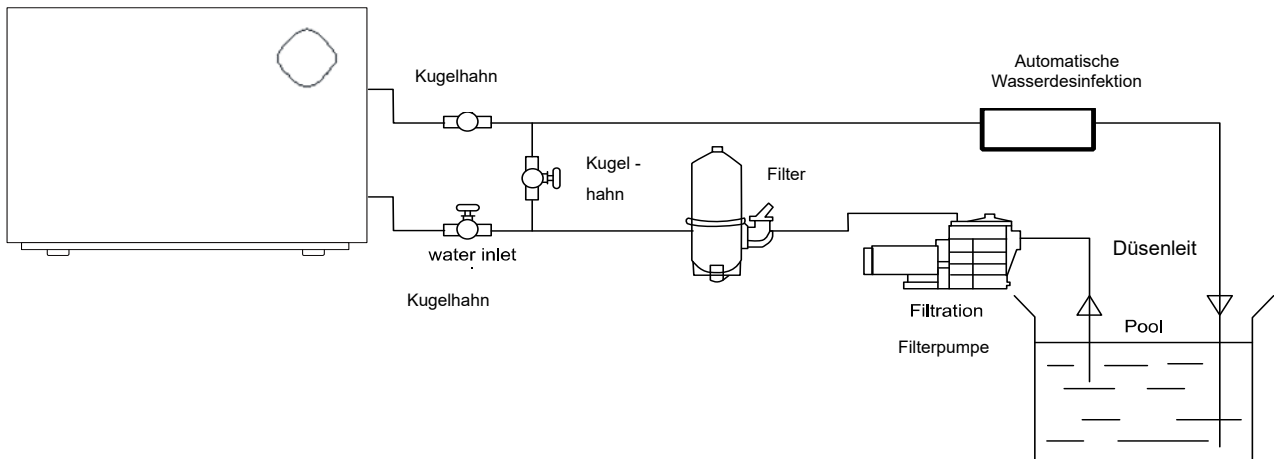 Kugelhahn
Automatische
Wasserdesinfektion
Kugel -
hahn
Filter
water inlet
Kugelhahn
Düsenleit
Filtration
Filterpumpe
Pool